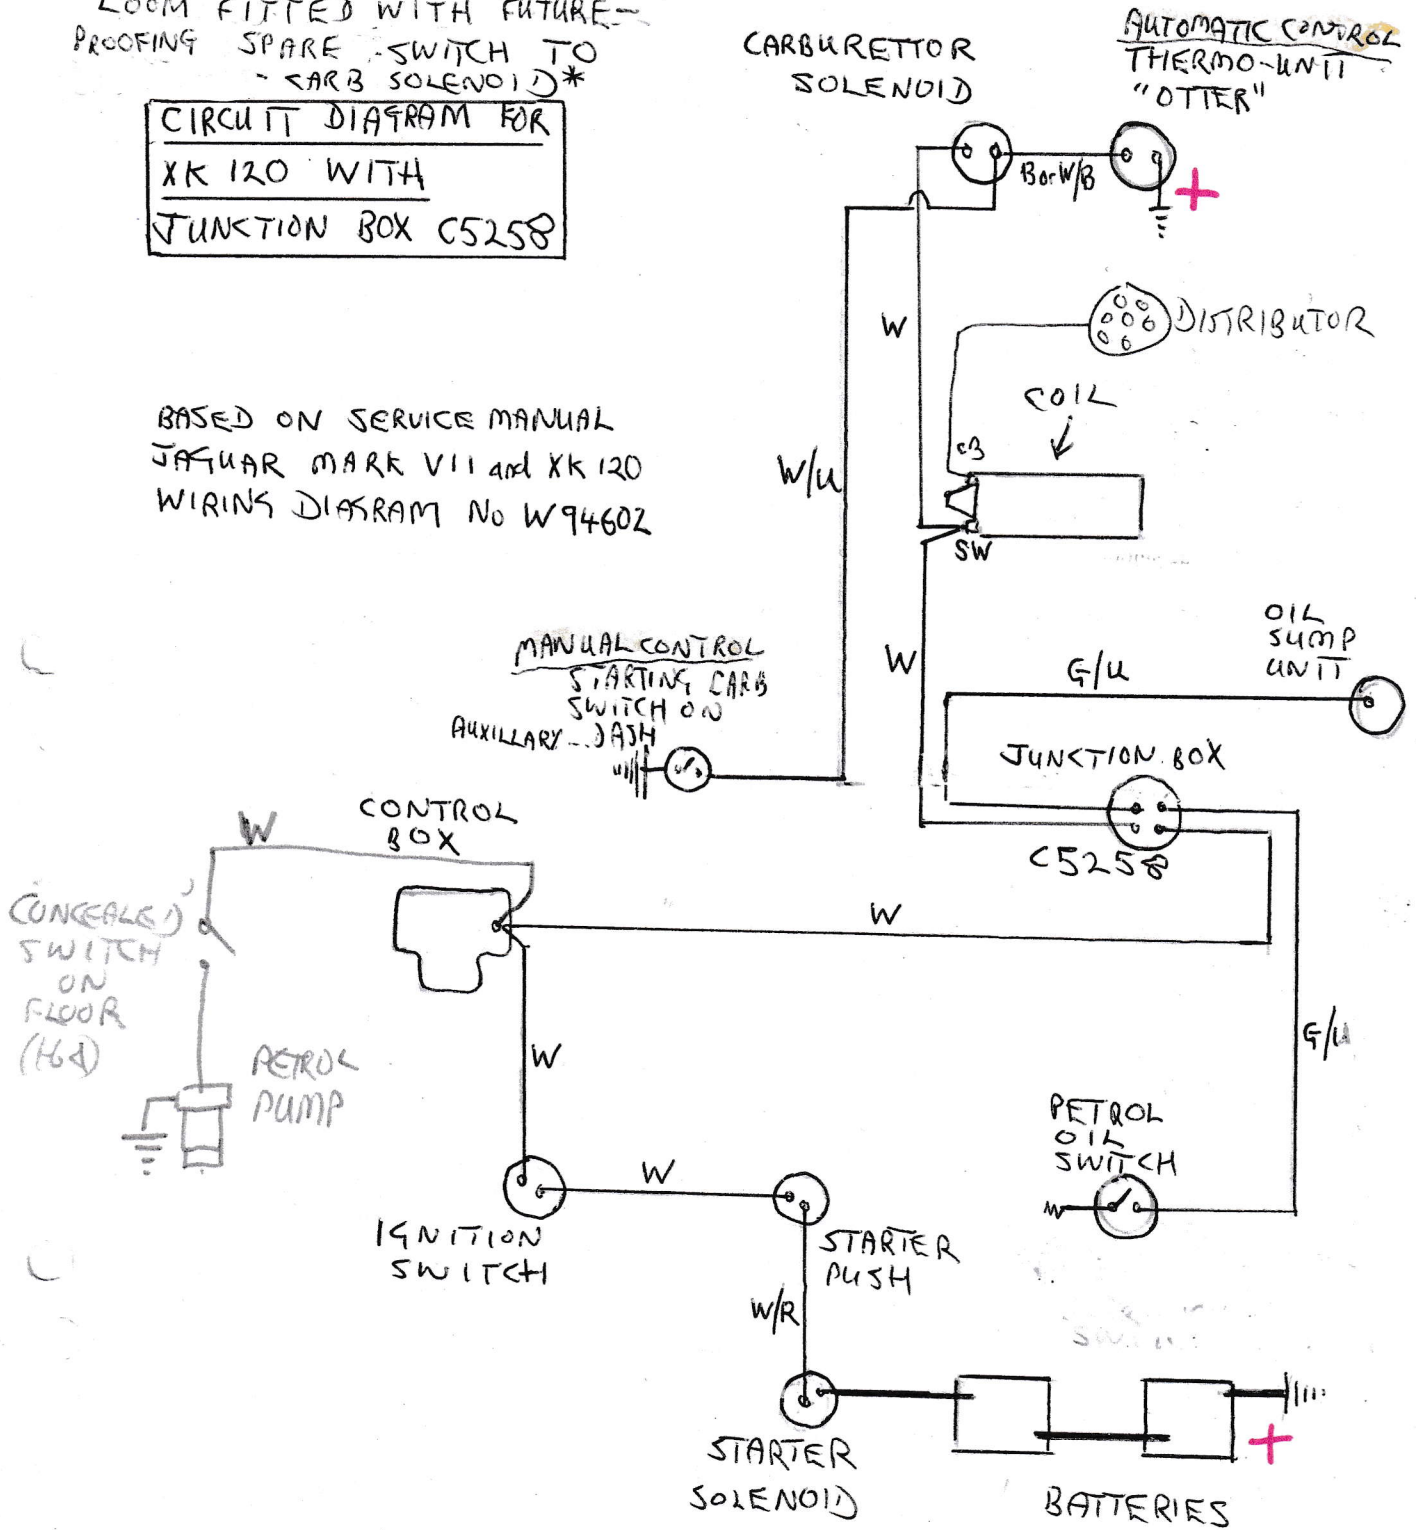 LOOM FITTED WITH FUTURE-
PROOFING SPARE SWITCH TO
CARB SOLENOID*
CIRCUIT DIAGRAM FOR
XK 120 WITH
JUNCTION BOX C5258
CARBURETTOR
SOLENOID
AUTOMATIC CONTROL
THERMO-UNIT
"OTTER"
B or W/B
+
W
DISTRIBUTOR
COIL
CB
SW
BASED ON SERVICE MANUAL
JAGUAR MARK VII and XK 120
WIRING DIAGRAM No W94602
W/U
MANUAL CONTROL
STARTING CARB
SWITCH ON
AUXILLARY DASH
W
G/U
OIL
SUMP
UNIT
JUNCTION BOX
C5258
CONTROL
BOX
W
W
CONCEALED
SWITCH
ON
FLOOR
PETROL
PUMP
W
G/U
PETROL
OIL
SWITCH
W
IGNITION
SWITCH
STARTER
PUSH
W/R
STARTER
SOLENOID
BATTERIES
+